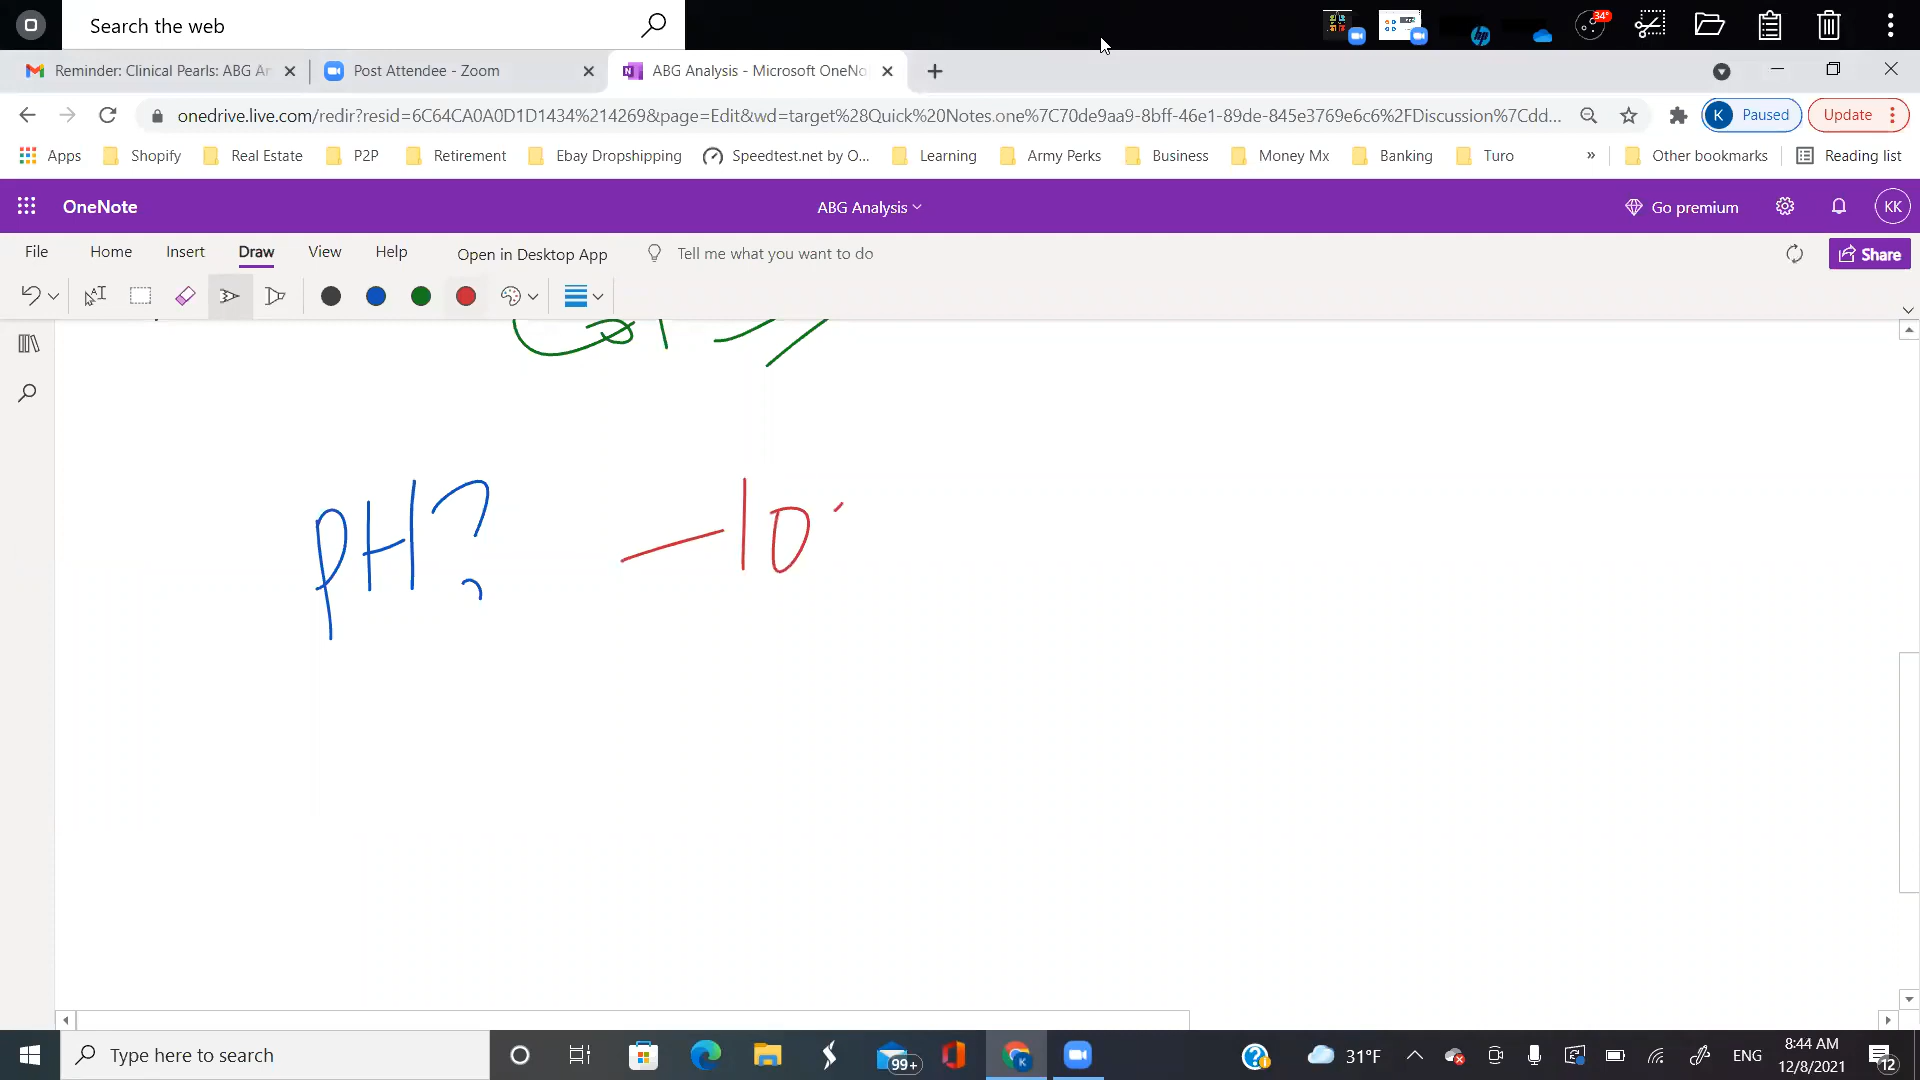 Search the web
34°
Reminder: Clinical Pearls: ABG Ar
Post Attendee - Zoom
ABG Analysis - Microsoft OneNo
onedrive.live.com/redir?resid=6C64CA0A0D1D1434%214269&page=Edit&wd=target%28Quick%20Notes.one%7C70de9aa9-8bff-46e1-89de-845e3769e6c6%2FDiscussion%7Cdd...
K Paused
Update
Apps Shopify Real Estate P2P Retirement Ebay Dropshipping Speedtest.net by O... Learning Army Perks Business Money Mx Banking Turo » Other bookmarks Reading list
OneNote
ABG Analysis
Go premium
KK
File Home Insert Draw View Help Open in Desktop App Tell me what you want to do
Share
pH? —10
Type here to search
99+
K
31°F
ENG
8:44 AM
12/8/2021
12